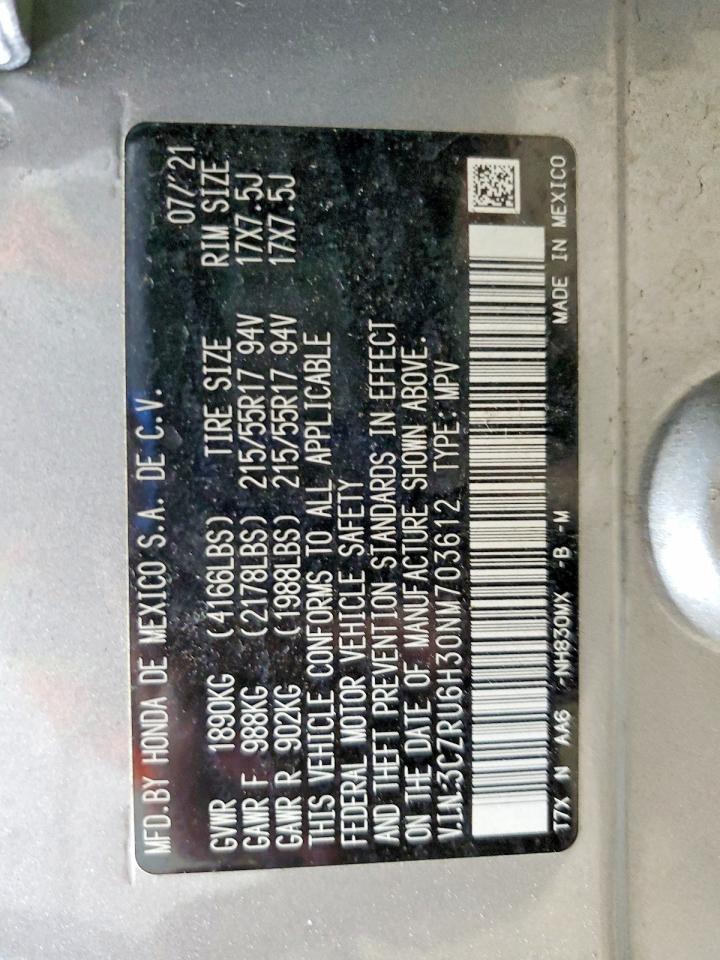 MFD.BY HONDA DE MEXICO S.A. DE C.V.
07/'21
GVWR 1890KG (4166LBS) TIRE SIZE RIM SIZE
GAWR F 988KG (2178LBS) 215/55R17 94V 17X7.5J
GAWR R 902KG (1988LBS) 215/55R17 94V 17X7.5J
THIS VEHICLE CONFORMS TO ALL APPLICABLE
FEDERAL MOTOR VEHICLE SAFETY
AND THEFT PREVENTION STANDARDS IN EFFECT
ON THE DATE OF MANUFACTURE SHOWN ABOVE.
V.I.N:3CZRU6H30NM703612 TYPE: MPV
T7X N AA6 -NH830MX -B -M MADE IN MEXICO